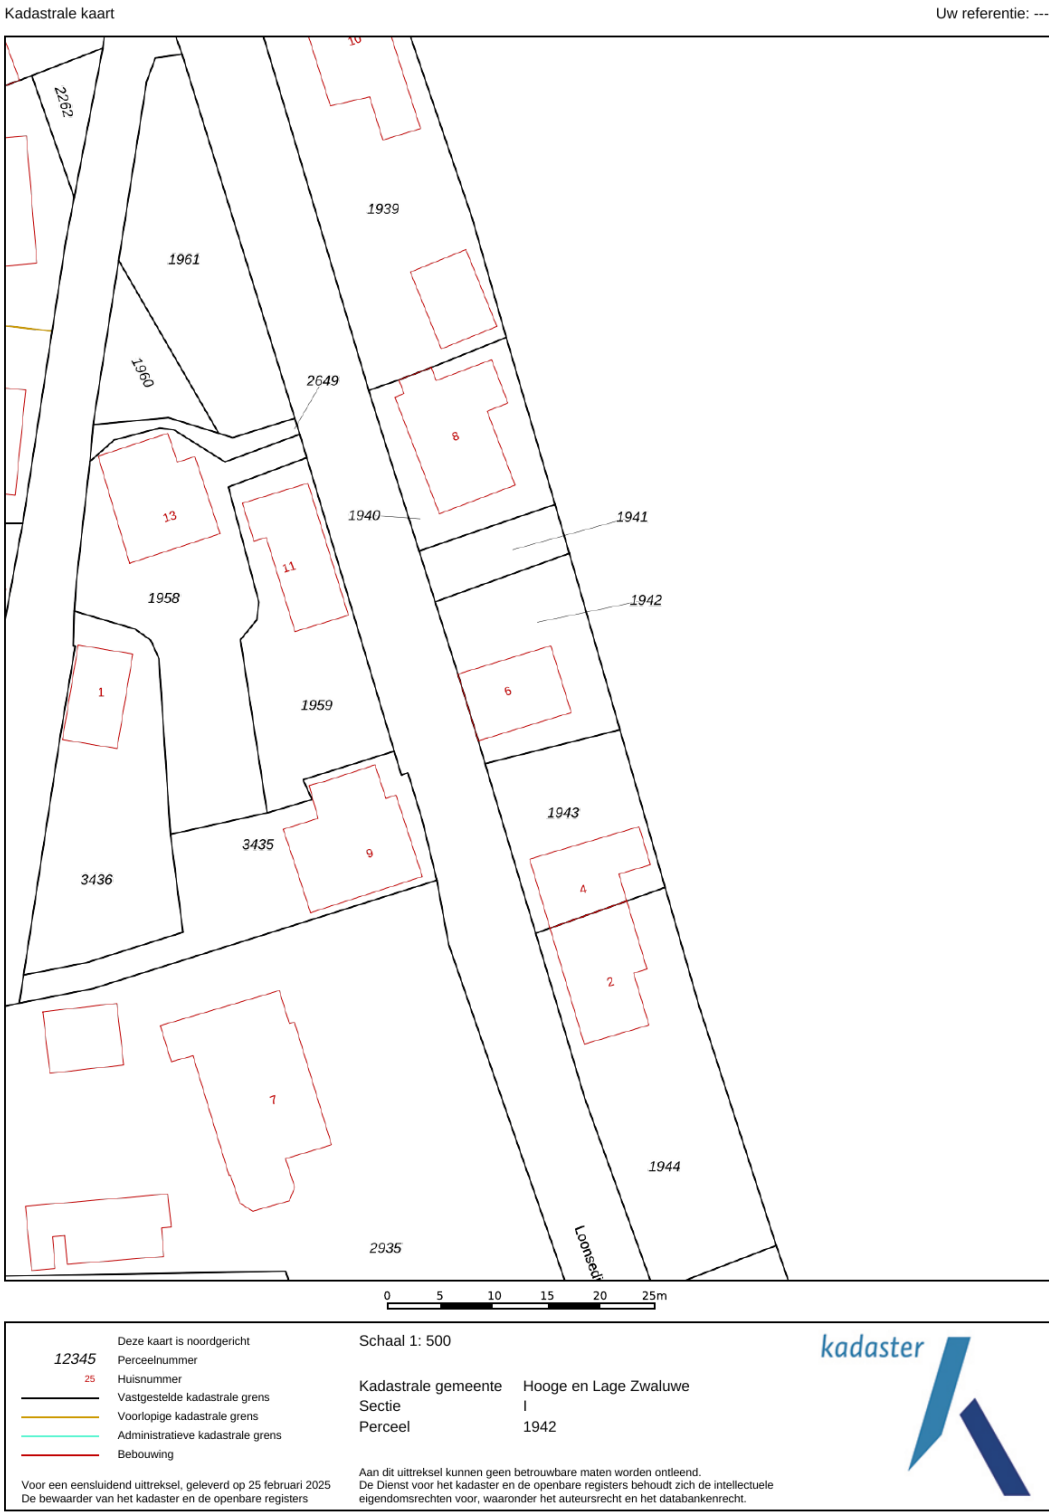 Kadastrale kaart
Uw referentie: ---
10
2262
1939
1961
1960
2649
8
13
1940
1941
11
1958
1942
1
6
1959
1943
3435
9
3436
4
2
7
1944
2935
Loonsedi
0 5 10 15 20 25m
Deze kaart is noordgericht
12345 Perceelnummer
25 Huisnummer
Vastgestelde kadastrale grens
Voorlopige kadastrale grens
Administratieve kadastrale grens
Bebouwing
Voor een eensluidend uittreksel, geleverd op 25 februari 2025
De bewaarder van het kadaster en de openbare registers
Schaal 1: 500
Kadastrale gemeente Hooge en Lage Zwaluwe
Sectie I
Perceel 1942
Aan dit uittreksel kunnen geen betrouwbare maten worden ontleend.
De Dienst voor het kadaster en de openbare registers behoudt zich de intellectuele
eigendomsrechten voor, waaronder het auteursrecht en het databankenrecht.
kadaster